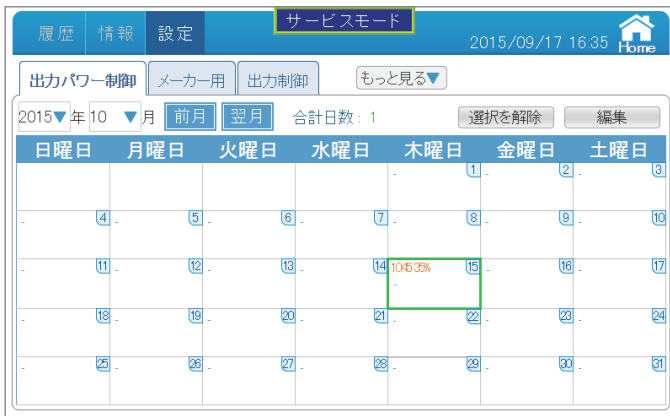 サービスモード
履歴 情報 設定 2015/09/17 16:35 Home
出力パワー制御 メーカー用 出力制御 もっと見る▼
2015▼年 10 ▼月 前月 翌月 合計日数: 1 選択を解除 編集
日曜日 月曜日 火曜日 水曜日 木曜日 金曜日 土曜日
1 2 3
- - -
4 5 6 7 8 9 10
- - - - - - -
11 12 13 14 10:45 35% 15 16 17
- - - - - - -
18 19 20 21 22 23 24
- - - - - - -
25 26 27 28 29 30 31
- - - - - - -